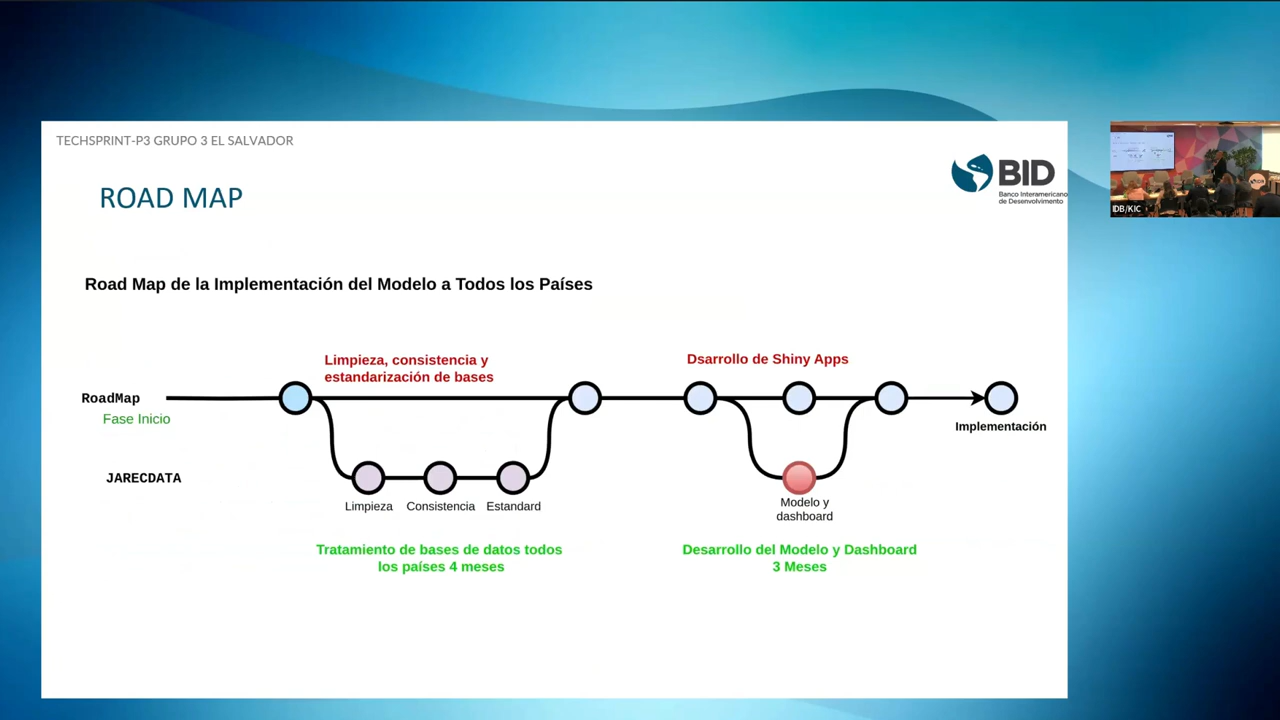 TECHSPRINT-P3 GRUPO 3 EL SALVADOR
BID
Banco Interamericano
de Desenvolvimento
ROAD MAP
IDB/KIC
Road Map de la Implementación del Modelo a Todos los Países
Limpieza, consistencia y
estandarización de bases
Dsarrollo de Shiny Apps
RoadMap
Fase Inicio
Implementación
JARECDATA
Limpieza
Consistencia
Estandard
Modelo y
dashboard
Tratamiento de bases de datos todos
los países 4 meses
Desarrollo del Modelo y Dashboard
3 Meses